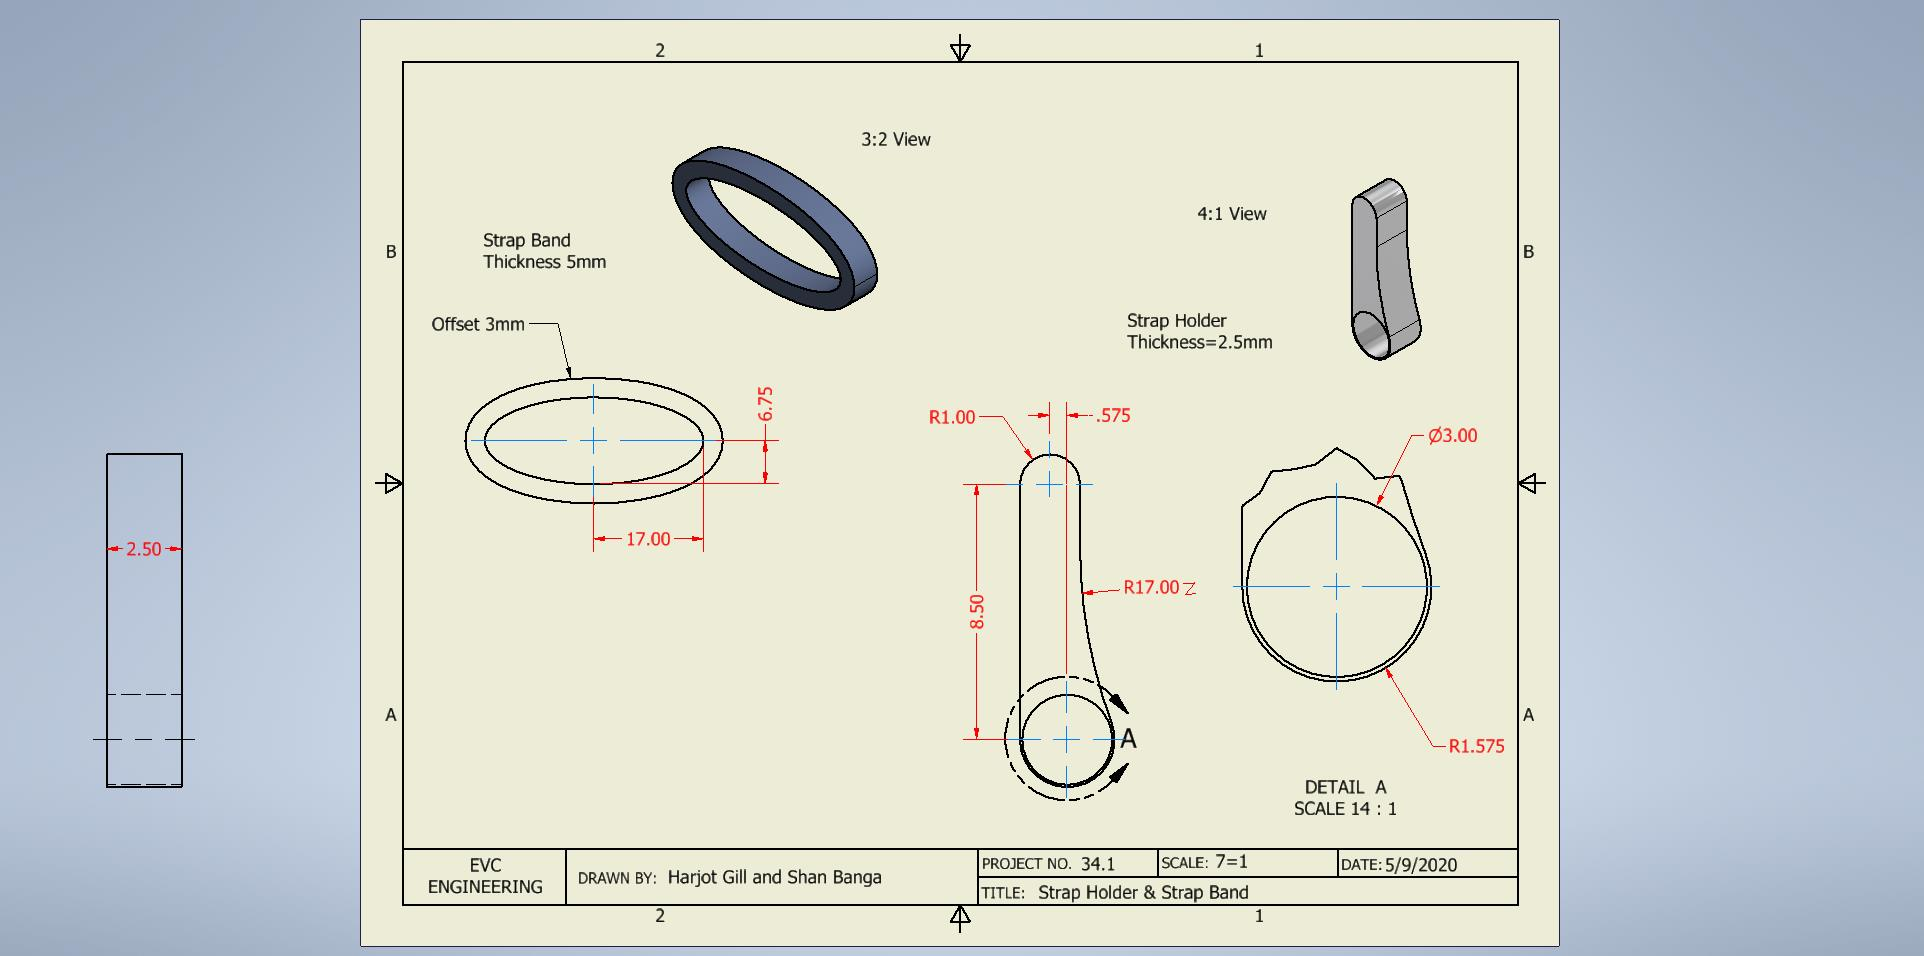 2
1
3:2 View
4:1 View
Strap Band
Thickness 5mm
B
B
Offset 3mm
Strap Holder
Thickness=2.5mm
6.75
R1.00
.575
Ø3.00
17.00
2.50
R17.00
8.50
A
A
A
R1.575
DETAIL A
SCALE 14 : 1
EVC
ENGINEERING
DRAWN BY: Harjot Gill and Shan Banga
PROJECT NO. 34.1
SCALE: 7=1
DATE: 5/9/2020
TITLE: Strap Holder & Strap Band
2
1